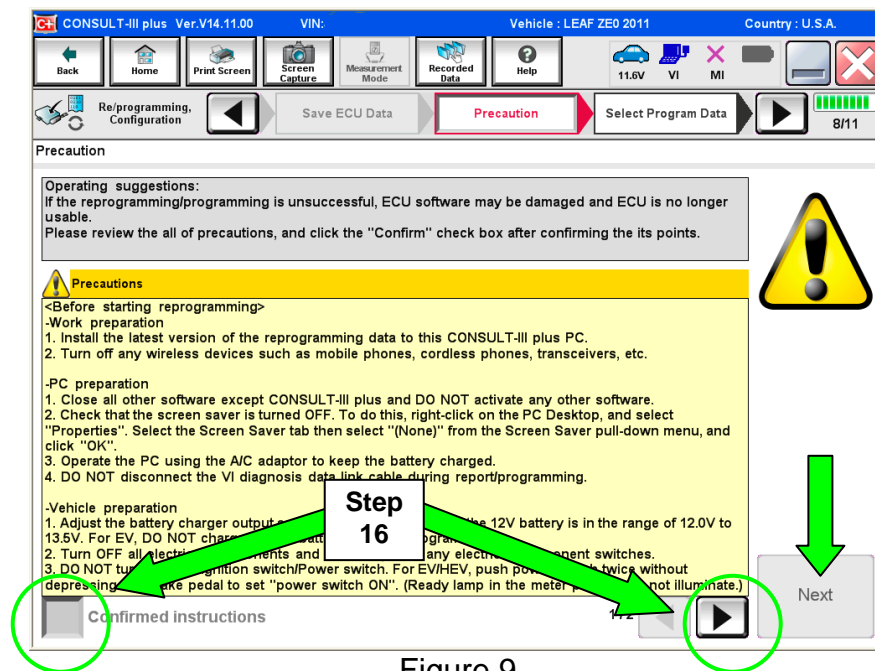 CONSULT-III plus Ver.V14.11.00 VIN: Vehicle : LEAF ZE0 2011 Country : U.S.A.
Back Home Print Screen Screen Capture Measurement Mode Recorded Data Help 11.6V VI MI
Re/programming, Configuration Save ECU Data Precaution Select Program Data 8/11
Precaution
Operating suggestions:
If the reprogramming/programming is unsuccessful, ECU software may be damaged and ECU is no longer
usable.
Please review the all of precautions, and click the "Confirm" check box after confirming the its points.
Precautions
<Before starting reprogramming>
-Work preparation
1. Install the latest version of the reprogramming data to this CONSULT-III plus PC.
2. Turn off any wireless devices such as mobile phones, cordless phones, transceivers, etc.
-PC preparation
1. Close all other software except CONSULT-III plus and DO NOT activate any other software.
2. Check that the screen saver is turned OFF. To do this, right-click on the PC Desktop, and select
"Properties". Select the Screen Saver tab then select "(None)" from the Screen Saver pull-down menu, and
click "OK".
3. Operate the PC using the A/C adaptor to keep the battery charged.
4. DO NOT disconnect the VI diagnosis data link cable during report/programming.
-Vehicle preparation
1. Adjust the battery charger output the 12V battery is in the range of 12.0V to
13.5V. For EV, DO NOT
2. Turn OFF all and any switches.
3. DO NOT switch/Power switch. For EV/HEV, push twice without
pedal to set "power switch ON". (Ready lamp in the meter not illuminate.)
Step
16
Confirmed instructions
Next
Figure 9